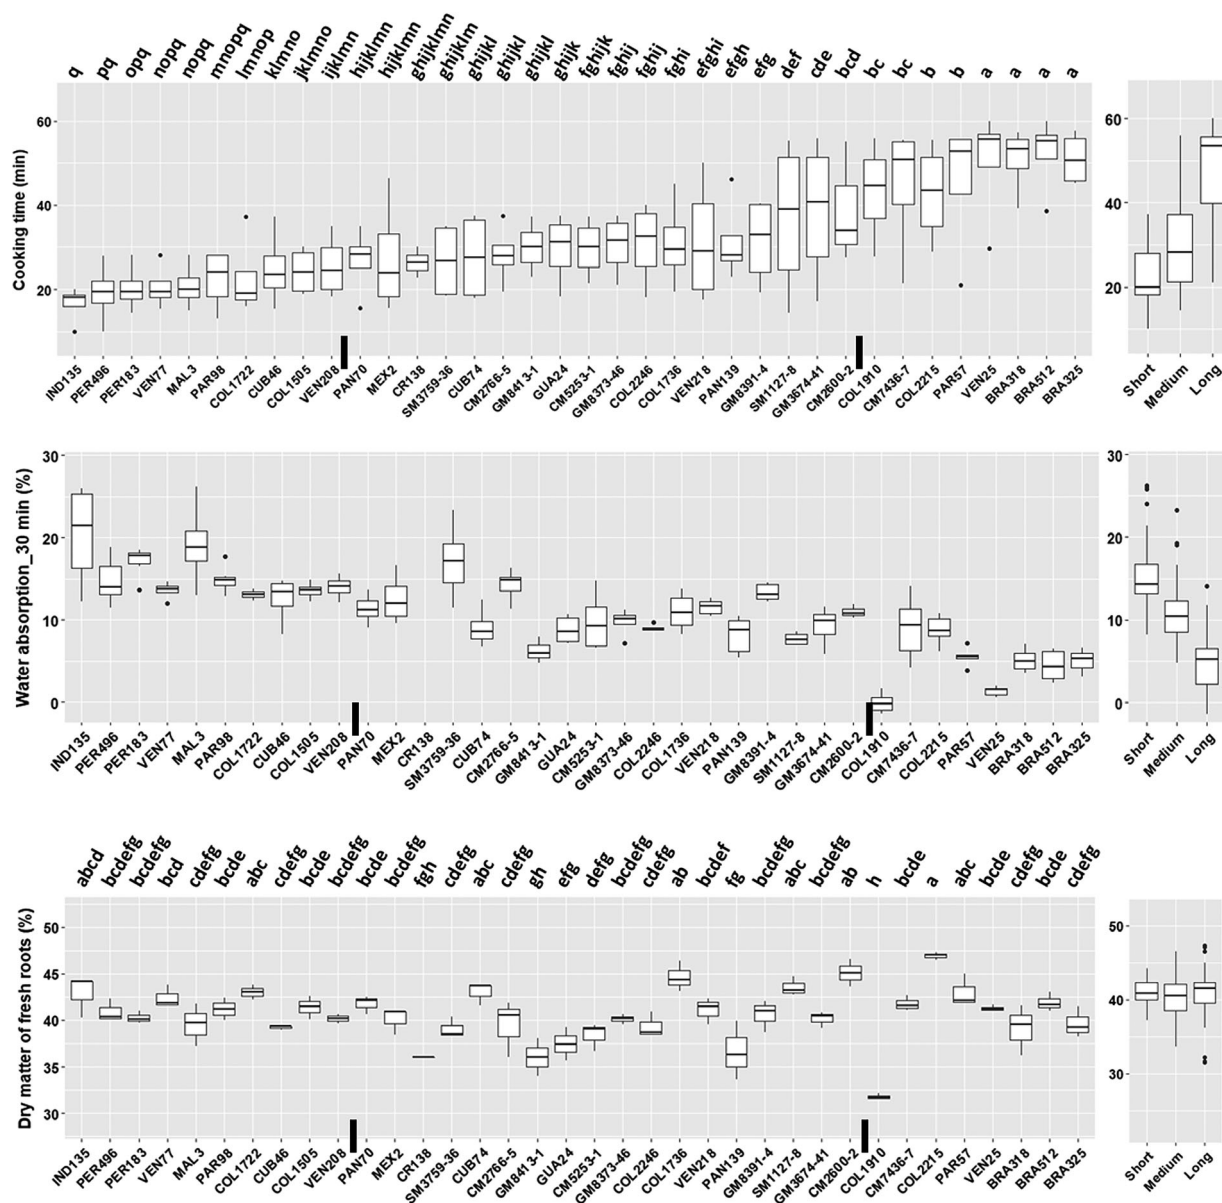 q pq opq nopq nopq mnopq lmnop klmno jklmno ijklmn hijklmn hijklmn ghijklmn ghijklm ghijkl ghijkl ghijkl ghijk fghijk fghij fghij fghi efghi efgh efg def cde bcd bc bc b b a a a a
Cooking time (min)
60 60
40 40
20 20
IND135 PER496 PER183 VEN77 MAL3 PAR98 COL1722 CUB46 COL1505 VEN208 PAN70 MEX2 CR138 SM3759-36 CUB74 CM2766-5 GM8413-1 GUA24 CM5253-1 GM8373-46 COL2246 COL1736 VEN218 PAN139 GM8391-4 SM1127-8 GM3674-41 CM2600-2 COL1910 CM7436-7 COL2215 PAR57 VEN25 BRA318 BRA512 BRA325 Short Medium Long
Water absorption_30 min (%)
30 30
20 20
10 10
0 0
IND135 PER496 PER183 VEN77 MAL3 PAR98 COL1722 CUB46 COL1505 VEN208 PAN70 MEX2 CR138 SM3759-36 CUB74 CM2766-5 GM8413-1 GUA24 CM5253-1 GM8373-46 COL2246 COL1736 VEN218 PAN139 GM8391-4 SM1127-8 GM3674-41 CM2600-2 COL1910 CM7436-7 COL2215 PAR57 VEN25 BRA318 BRA512 BRA325 Short Medium Long
abcd bcdefg bcdefg bcd cdefg bcde abc cdefg bcde bcdefg bcde bcdefg fgh cdefg abc cdefg gh efg defg bcdefg cdefg ab bcdef fg bcdefg abc bcdefg ab h bcde a abc bcde cdefg bcde cdefg
Dry matter of fresh roots (%)
50 50
45
40 40
35
30 30
IND135 PER496 PER183 VEN77 MAL3 PAR98 COL1722 CUB46 COL1505 VEN208 PAN70 MEX2 CR138 SM3759-36 CUB74 CM2766-5 GM8413-1 GUA24 CM5253-1 GM8373-46 COL2246 COL1736 VEN218 PAN139 GM8391-4 SM1127-8 GM3674-41 CM2600-2 COL1910 CM7436-7 COL2215 PAR57 VEN25 BRA318 BRA512 BRA325 Short Medium Long